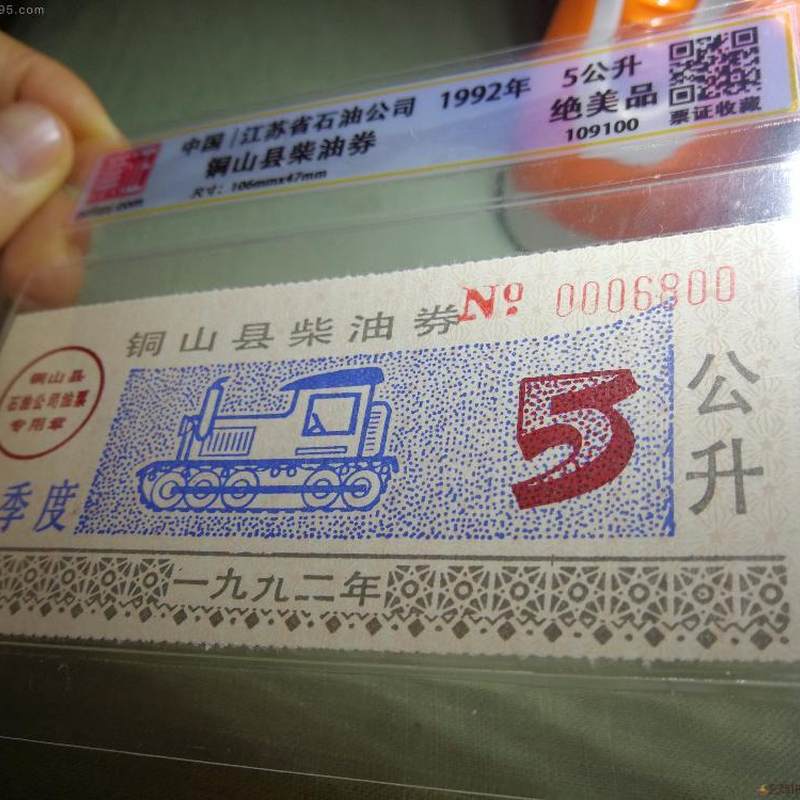 95.com
中国/江苏省石油公司 1992年 5公升
铜山县柴油券 绝美品
尺寸：106mmx47mm 109100
票证收藏
铜山县柴油券 Nº 0006800
铜山县
石油公司油票
专用章
5
公升
季度
一九九二年